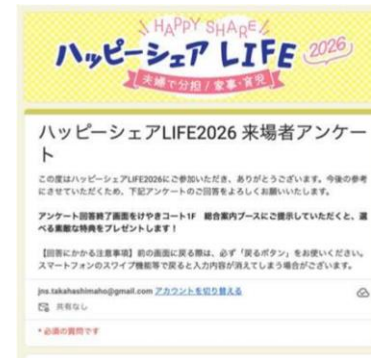 HAPPY SHARE
ハッピーシェア LIFE 2026
夫婦で分担 / 家事・育児
ハッピーシェアLIFE2026 来場者アンケー
ト
この度はハッピーシェアLIFE2026にご参加いただき、ありがとうございます。今後の参考
にさせていただくため、下記アンケートのご回答をよろしくお願いいたします。
アンケート回答終了画面をけやきコート1F　総合案内ブースにご提示していただくと、選
べる素敵な特典をプレゼントします！
【回答にかかる注意事項】前の画面に戻る際は、必ず「戻るボタン」をお使いください。
スマートフォンのスワイプ機能等で戻ると入力内容が消えてしまう場合がございます。
jns.takahashimaho@gmail.com アカウントを切り替える
共有なし
* 必須の質問です